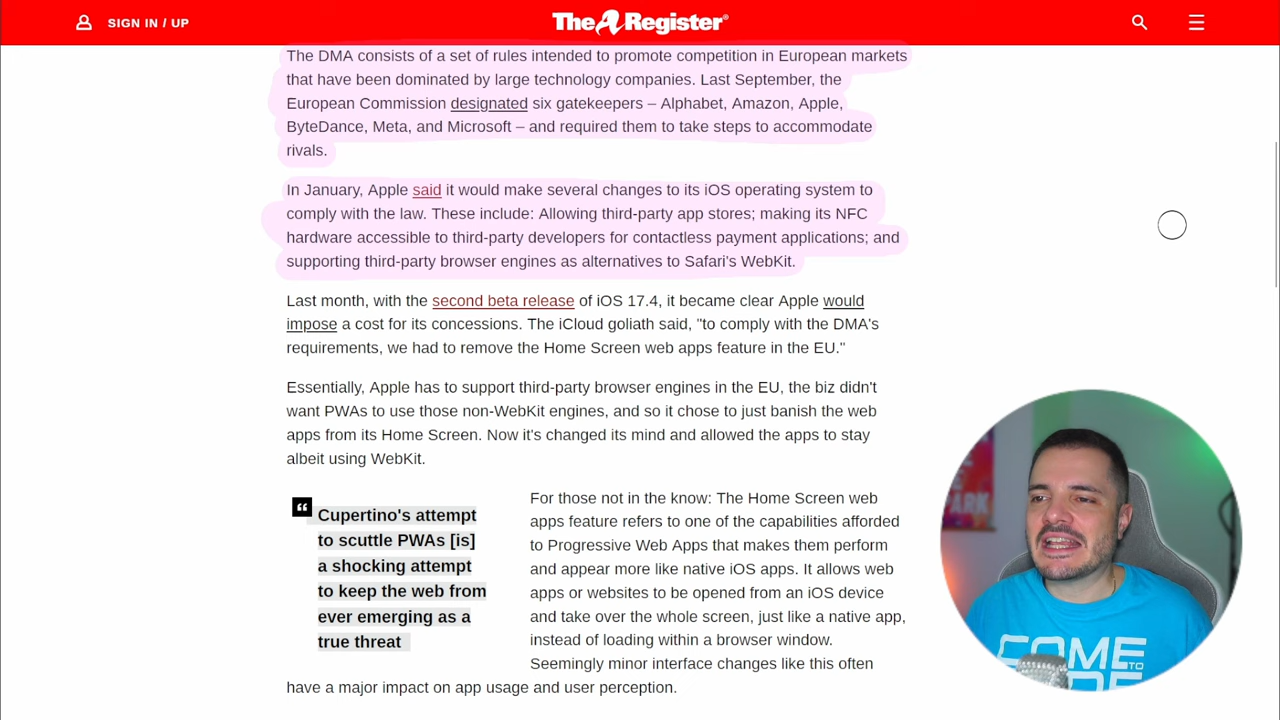 SIGN IN / UP
The Register®
The DMA consists of a set of rules intended to promote competition in European markets
that have been dominated by large technology companies. Last September, the
European Commission designated six gatekeepers – Alphabet, Amazon, Apple,
ByteDance, Meta, and Microsoft – and required them to take steps to accommodate
rivals.
In January, Apple said it would make several changes to its iOS operating system to
comply with the law. These include: Allowing third-party app stores; making its NFC
hardware accessible to third-party developers for contactless payment applications; and
supporting third-party browser engines as alternatives to Safari's WebKit.
Last month, with the second beta release of iOS 17.4, it became clear Apple would
impose a cost for its concessions. The iCloud goliath said, "to comply with the DMA's
requirements, we had to remove the Home Screen web apps feature in the EU."
Essentially, Apple has to support third-party browser engines in the EU, the biz didn't
want PWAs to use those non-WebKit engines, and so it chose to just banish the web
apps from its Home Screen. Now it's changed its mind and allowed the apps to stay
albeit using WebKit.
“ Cupertino's attempt
to scuttle PWAs [is]
a shocking attempt
to keep the web from
ever emerging as a
true threat
For those not in the know: The Home Screen web
apps feature refers to one of the capabilities afforded
to Progressive Web Apps that makes them perform
and appear more like native iOS apps. It allows web
apps or websites to be opened from an iOS device
and take over the whole screen, just like a native app,
instead of loading within a browser window.
Seemingly minor interface changes like this often
have a major impact on app usage and user perception.
COME
TO